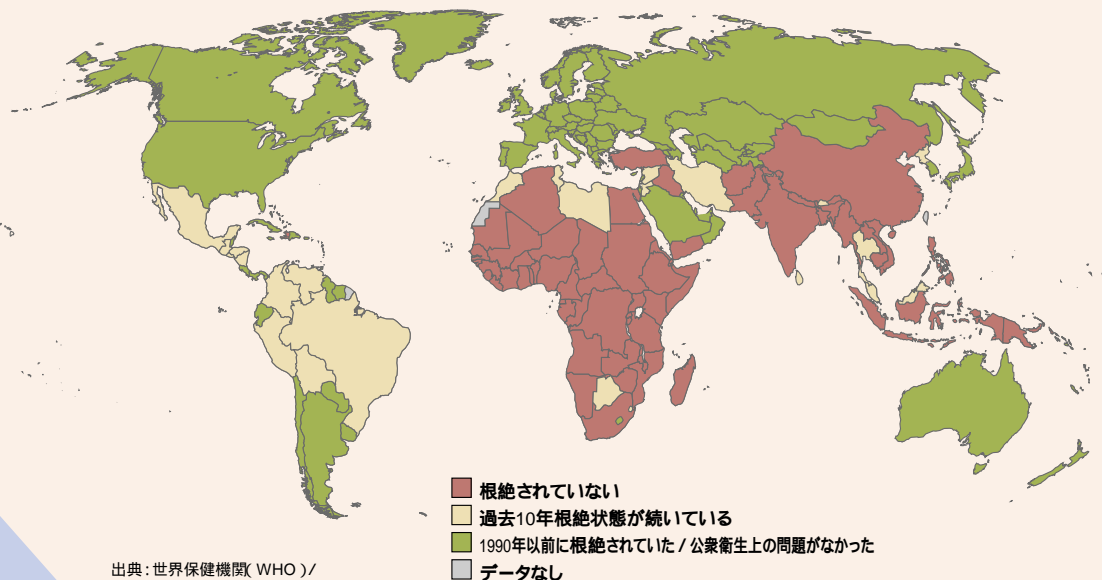 根絶されていない
過去10年根絶状態が続いている
1990年以前に根絶されていた / 公衆衛生上の問題がなかった
データなし
出典:世界保健機関( WHO )/